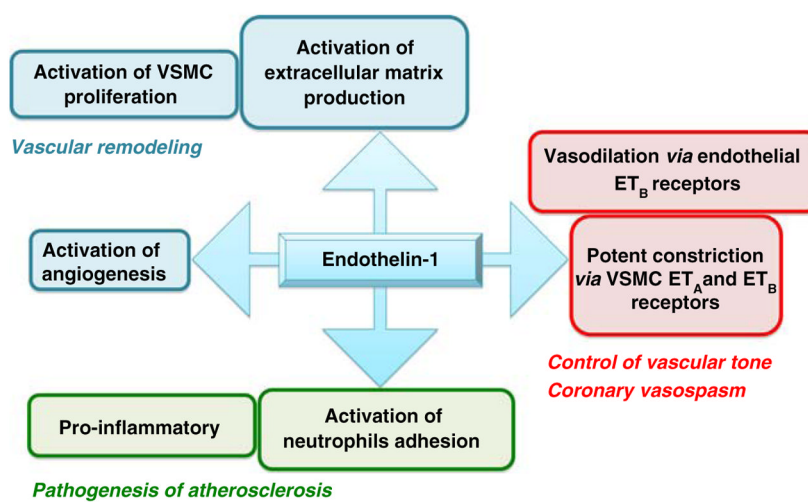 Activation of VSMC
proliferation
Activation of
extracellular matrix
production
Vascular remodeling
Vasodilation via endothelial
ETB receptors
Activation of
angiogenesis
Endothelin-1
Potent constriction
via VSMC ETA and ETB
receptors
Control of vascular tone
Coronary vasospasm
Pro-inflammatory
Activation of
neutrophils adhesion
Pathogenesis of atherosclerosis